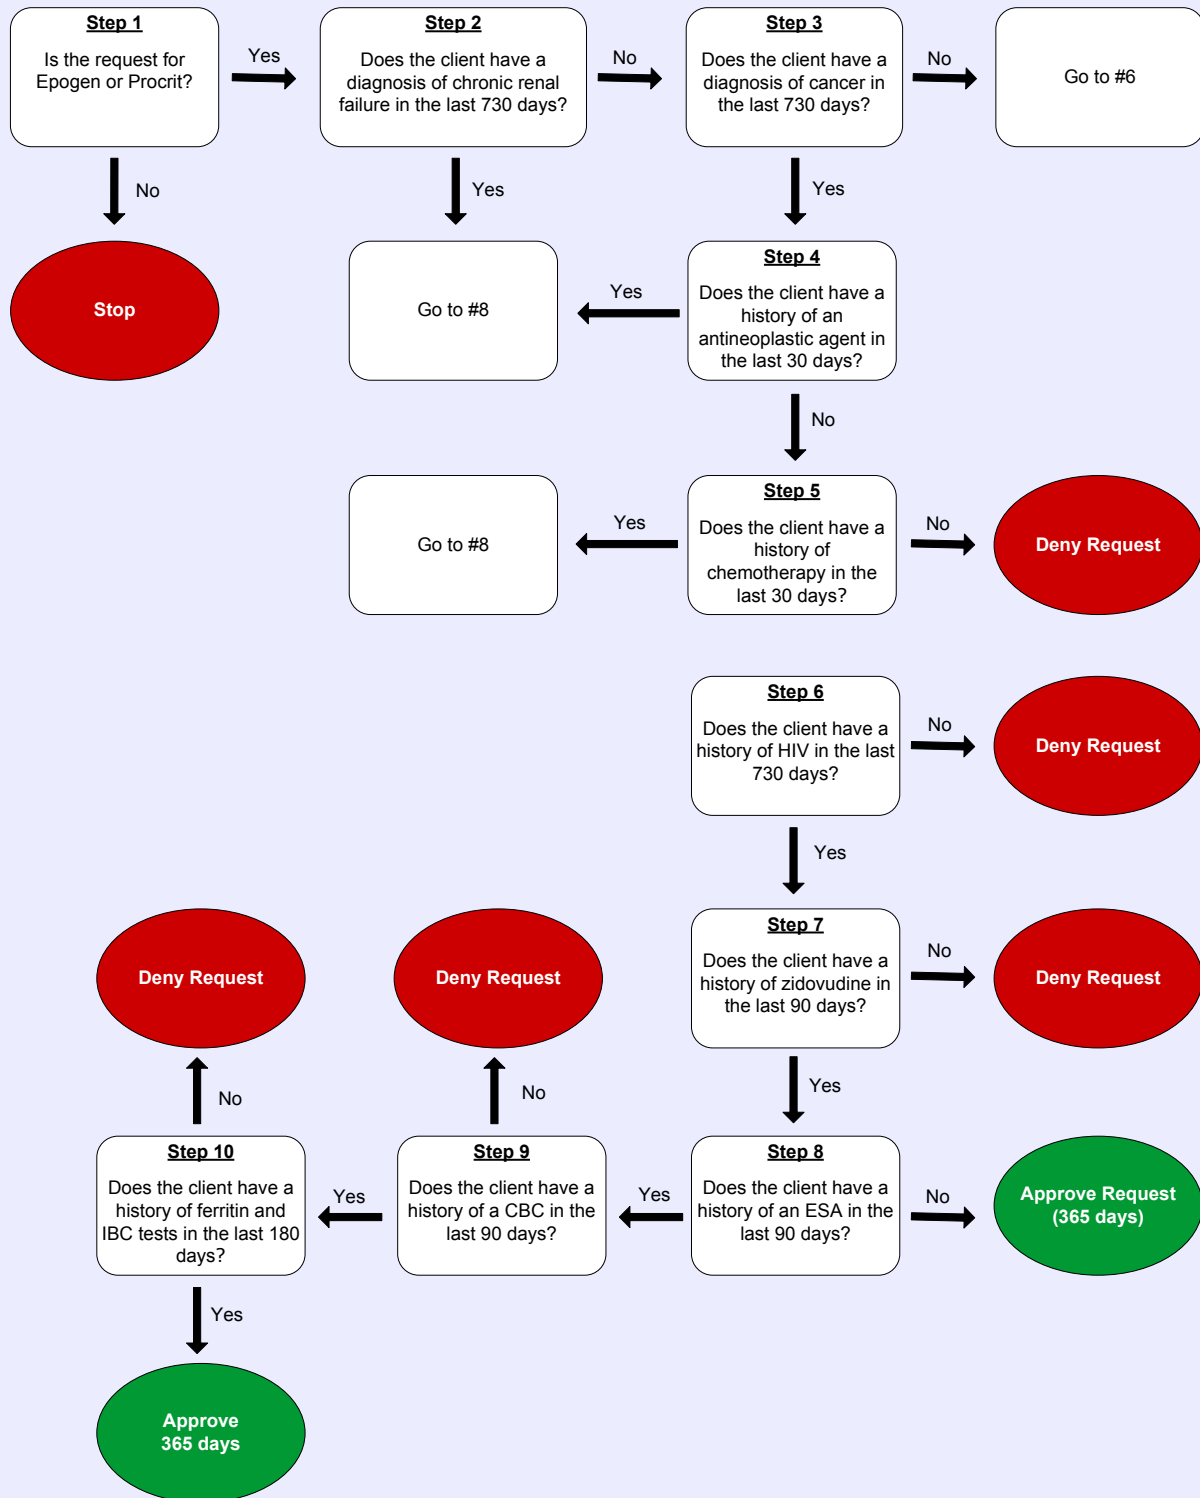 Step 1
Is the request for
Epogen or Procrit?
Yes
Step 2
Does the client have a
diagnosis of chronic renal
failure in the last 730 days?
No
Step 3
Does the client have a
diagnosis of cancer in
the last 730 days?
No
Go to #6
No
Yes
Yes
Stop
Go to #8
Yes
Step 4
Does the client have a
history of an
antineoplastic agent in
the last 30 days?
No
Go to #8
Yes
Step 5
Does the client have a
history of
chemotherapy in the
last 30 days?
No
Deny Request
Step 6
Does the client have a
history of HIV in the last
730 days?
No
Deny Request
Yes
Deny Request
Deny Request
Step 7
Does the client have a
history of zidovudine in
the last 90 days?
No
Deny Request
No
No
Yes
Step 10
Does the client have a
history of ferritin and
IBC tests in the last 180
days?
Yes
Step 9
Does the client have a
history of a CBC in the
last 90 days?
Yes
Step 8
Does the client have a
history of an ESA in the
last 90 days?
No
Approve Request
(365 days)
Yes
Approve
365 days